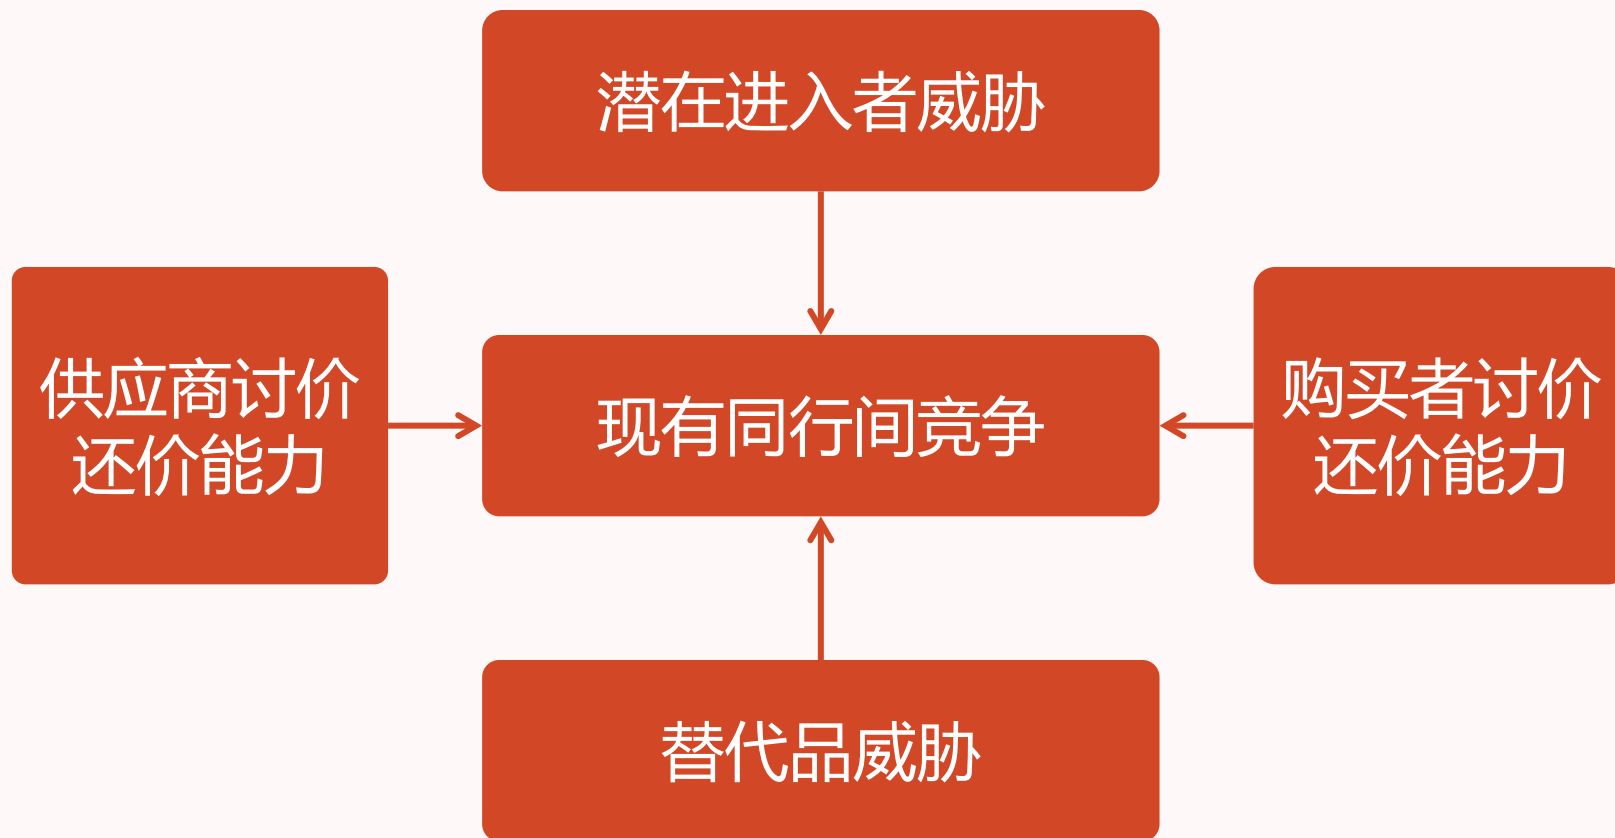 潜在进入者威胁
供应商讨价
还价能力
现有同行间竞争
购买者讨价
还价能力
替代品威胁